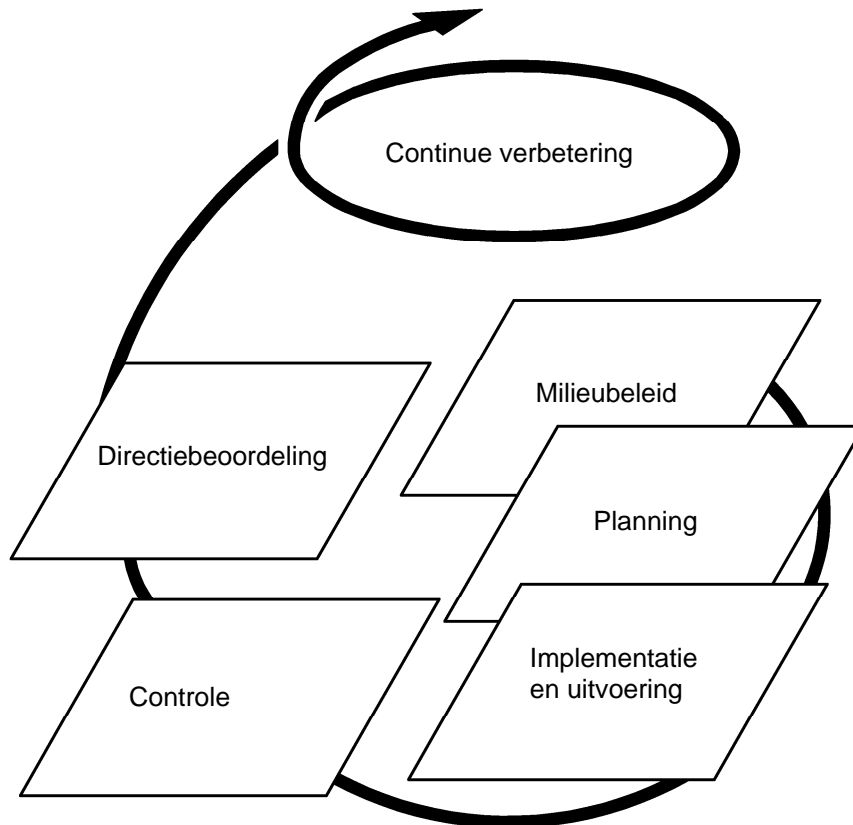 Continue verbetering
Milieubeleid
Directiebeoordeling
Planning
Implementatie
en uitvoering
Controle